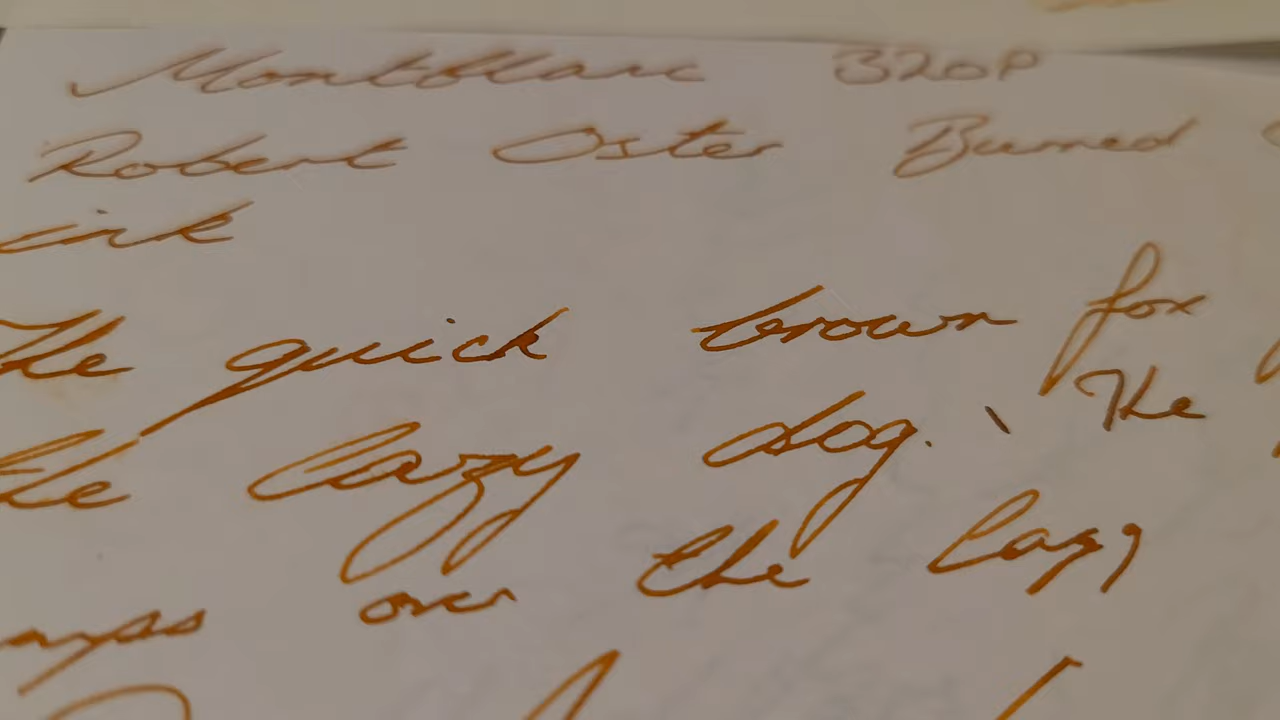 Montblanc 320P
Robert Oster Burned
ink
The quick brown fox
the lazy dog. The
over the lazy